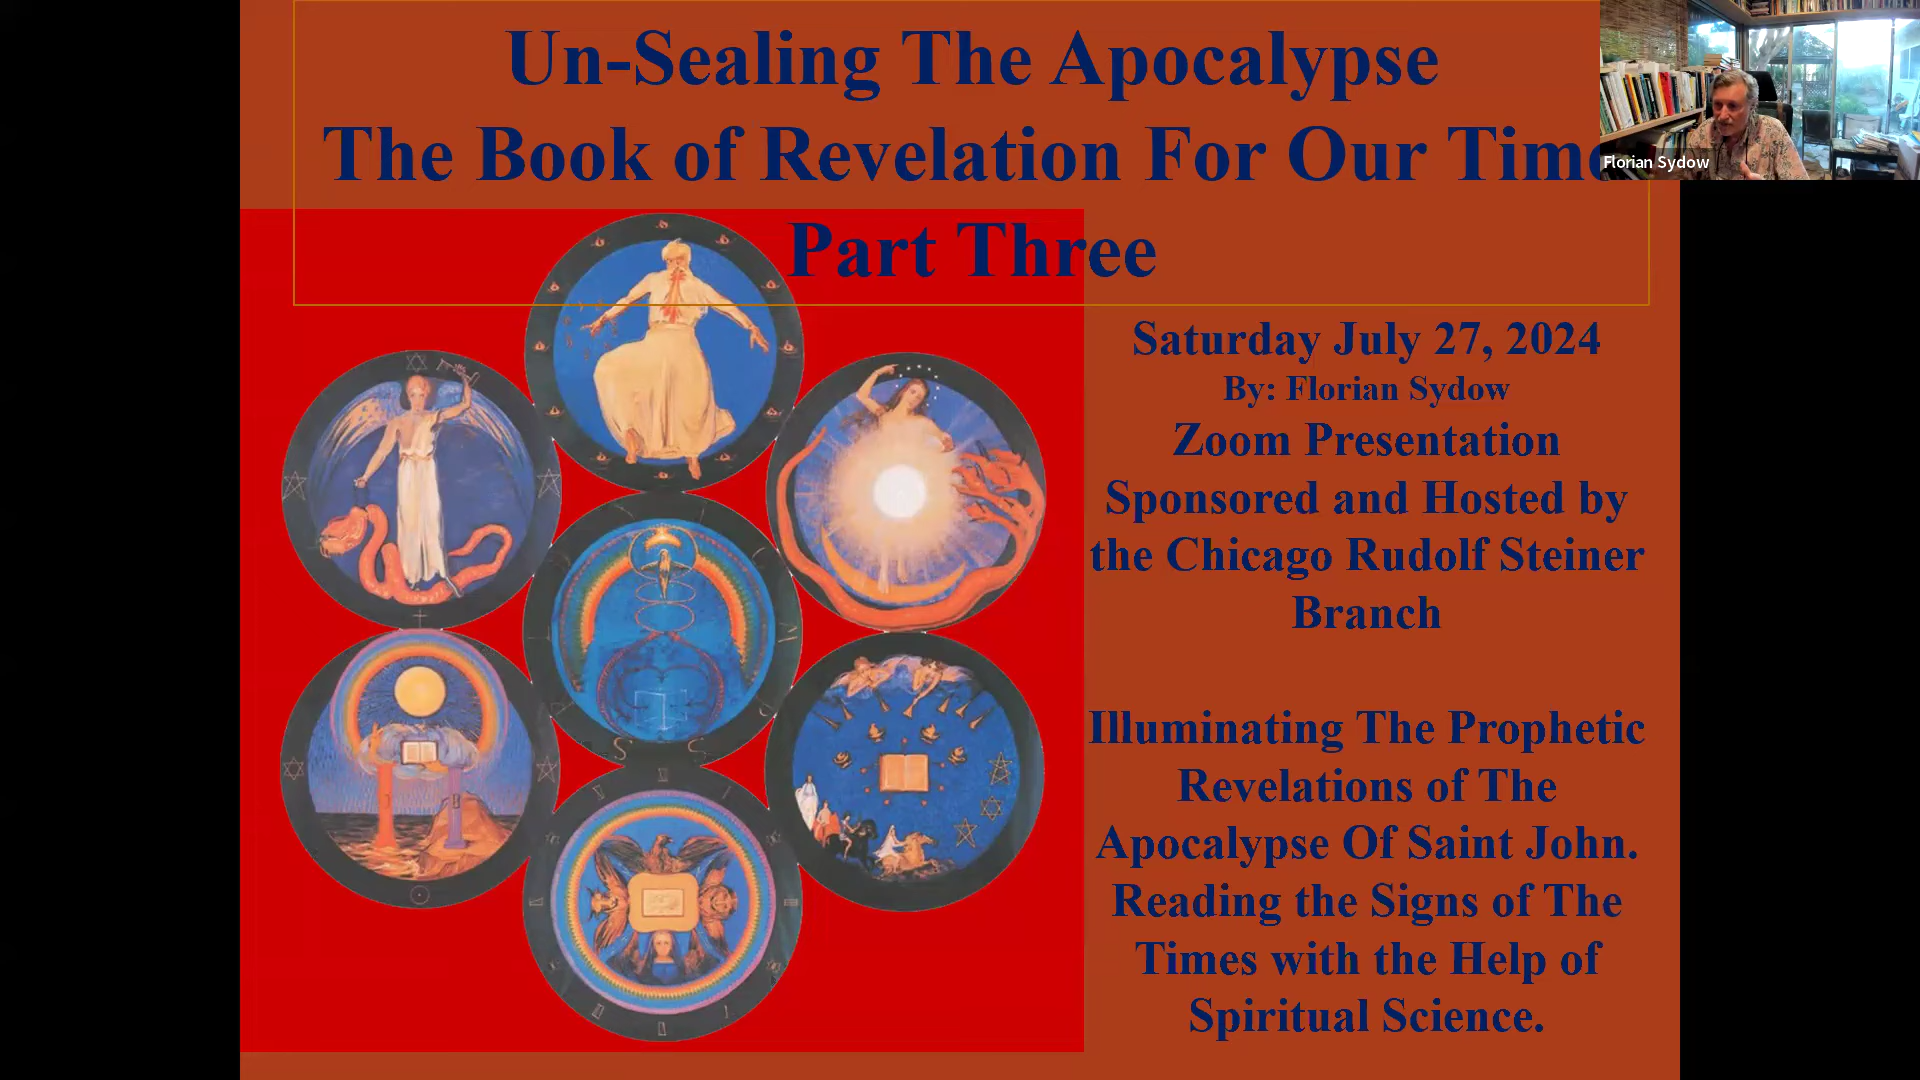 Un-Sealing The Apocalypse
The Book of Revelation For Our Time
Part Three
Florian Sydow
Saturday July 27, 2024
By: Florian Sydow
Zoom Presentation
Sponsored and Hosted by
the Chicago Rudolf Steiner
Branch
Illuminating The Prophetic
Revelations of The
Apocalypse Of Saint John.
Reading the Signs of The
Times with the Help of
Spiritual Science.